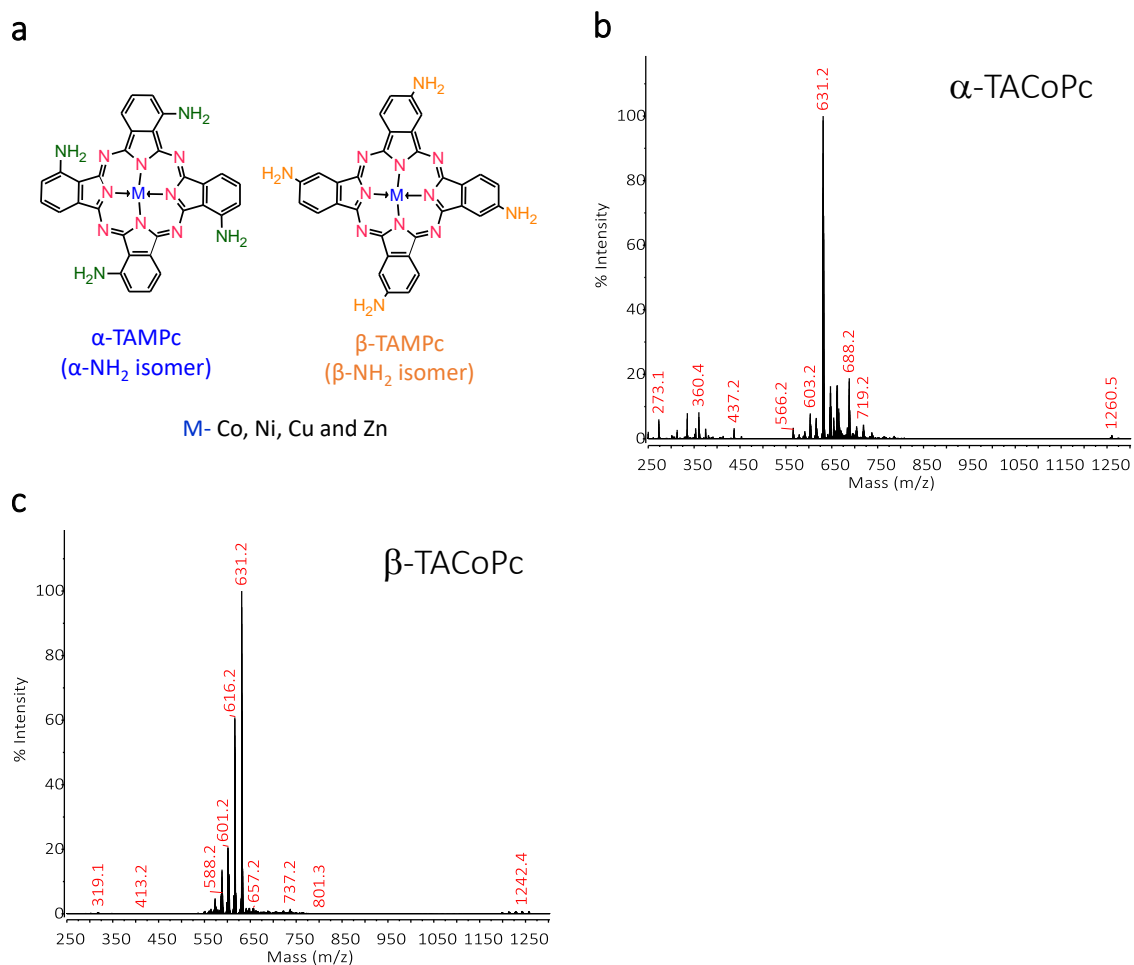 a
NH2
NH2
NH2
H2N
N
N
N
N
M
N
N
N
N
α-TAMPc
(α-NH2 isomer)
NH2
H2N
NH2
H2N
N
N
N
N
M
N
N
N
N
β-TAMPc
(β-NH2 isomer)
M- Co, Ni, Cu and Zn
b
α-TACoPc
% Intensity
100
80
60
40
20
0
273.1
360.4
437.2
566.2
603.2
631.2
688.2
719.2
1260.5
250 350 450 550 650 750 850 950 1050 1150 1250
Mass (m/z)
c
β-TACoPc
% Intensity
100
80
60
40
20
0
319.1
413.2
588.2
601.2
616.2
631.2
657.2
737.2
801.3
1242.4
250 350 450 550 650 750 850 950 1050 1150 1250
Mass (m/z)